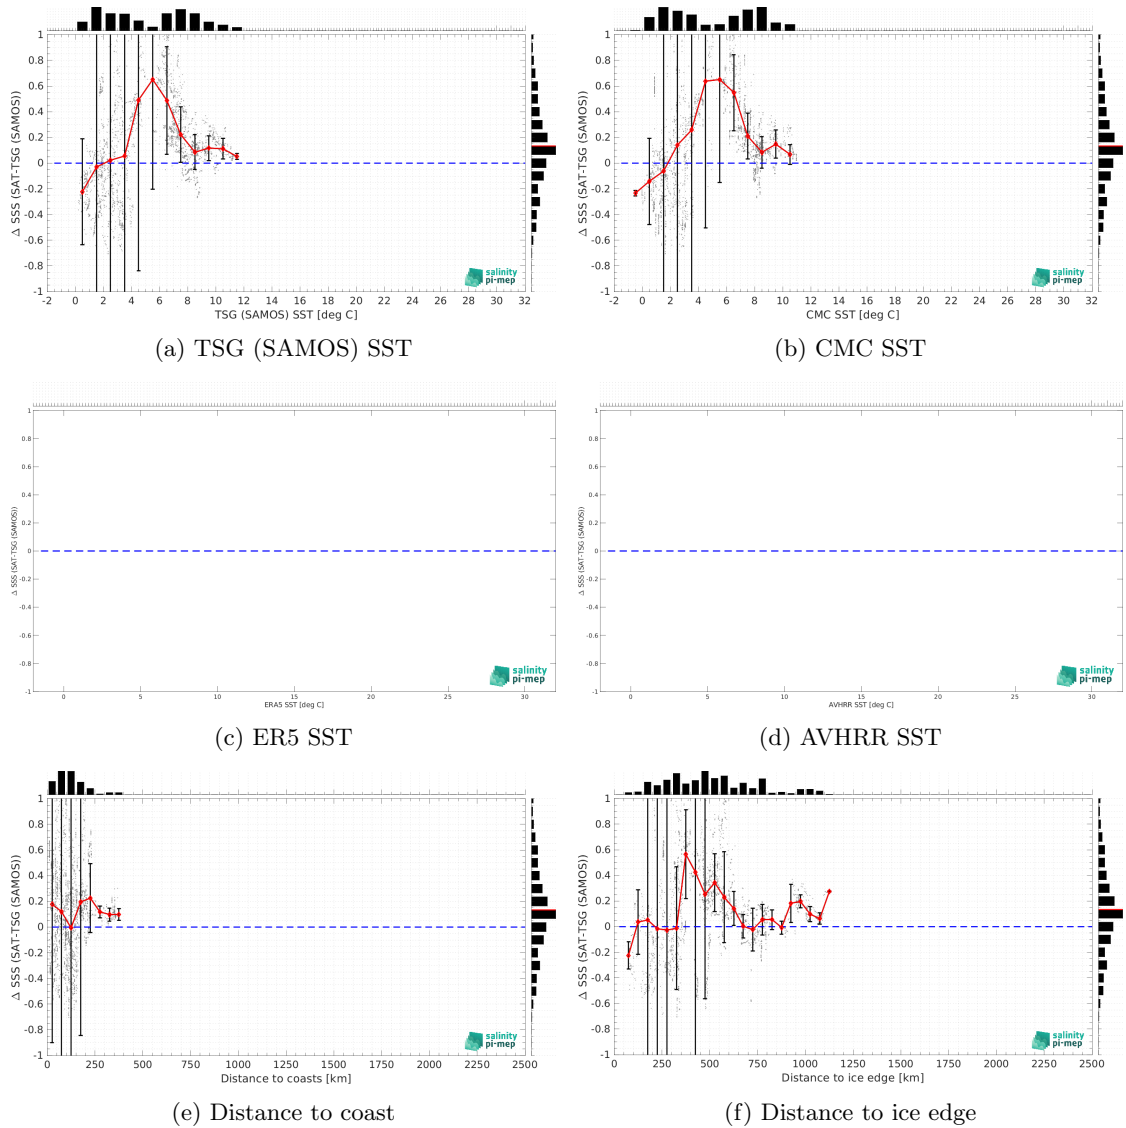 1
0.8
0.6
0.4
0.2
0
-0.2
-0.4
-0.6
-0.8
-1
Δ SSS (SAT-TSG (SAMOS))
salinity
pi-mep
-2 0 2 4 6 8 10 12 14 16 18 20 22 24 26 28 30 32
TSG (SAMOS) SST [deg C]
(a) TSG (SAMOS) SST
1
0.8
0.6
0.4
0.2
0
-0.2
-0.4
-0.6
-0.8
-1
Δ SSS (SAT-TSG (SAMOS))
salinity
pi-mep
-2 0 2 4 6 8 10 12 14 16 18 20 22 24 26 28 30 32
CMC SST [deg C]
(b) CMC SST
1
0.8
0.6
0.4
0.2
0
-0.2
-0.4
-0.6
-0.8
-1
Δ SSS (SAT-TSG (SAMOS))
salinity
pi-mep
0 5 10 15 20 25 30
ERA5 SST [deg C]
(c) ER5 SST
1
0.8
0.6
0.4
0.2
0
-0.2
-0.4
-0.6
-0.8
-1
Δ SSS (SAT-TSG (SAMOS))
salinity
pi-mep
0 5 10 15 20 25 30
AVHRR SST [deg C]
(d) AVHRR SST
1
0.8
0.6
0.4
0.2
0
-0.2
-0.4
-0.6
-0.8
-1
Δ SSS (SAT-TSG (SAMOS))
salinity
pi-mep
0 250 500 750 1000 1250 1500 1750 2000 2250 2500
Distance to coasts [km]
(e) Distance to coast
1
0.8
0.6
0.4
0.2
0
-0.2
-0.4
-0.6
-0.8
-1
Δ SSS (SAT-TSG (SAMOS))
salinity
pi-mep
0 250 500 750 1000 1250 1500 1750 2000 2250 2500
Distance to ice edge [km]
(f) Distance to ice edge